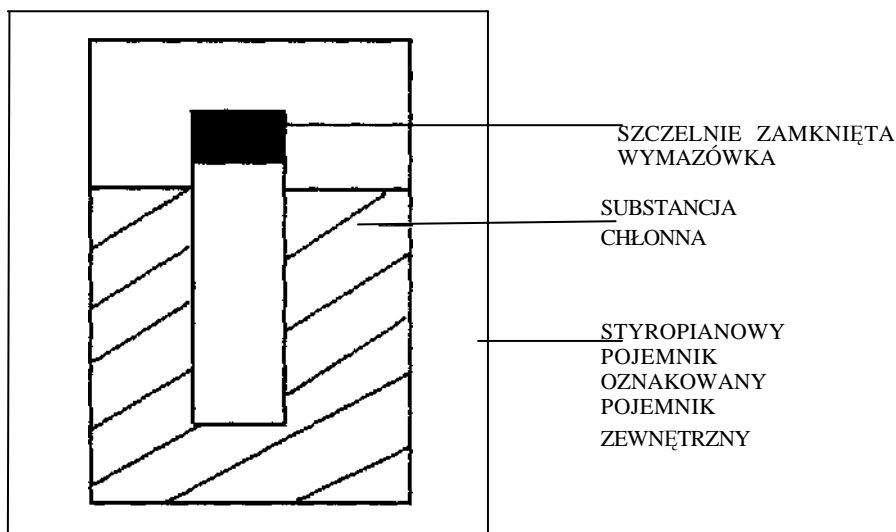 SZCZELNIE ZAMKNIĘTA
WYMAZÓWKA
SUBSTANCJA
CHŁONNA
STYROPIANOWY
POJEMNIK
OZNAKOWANY
POJEMNIK
ZEWNĘTRZNY